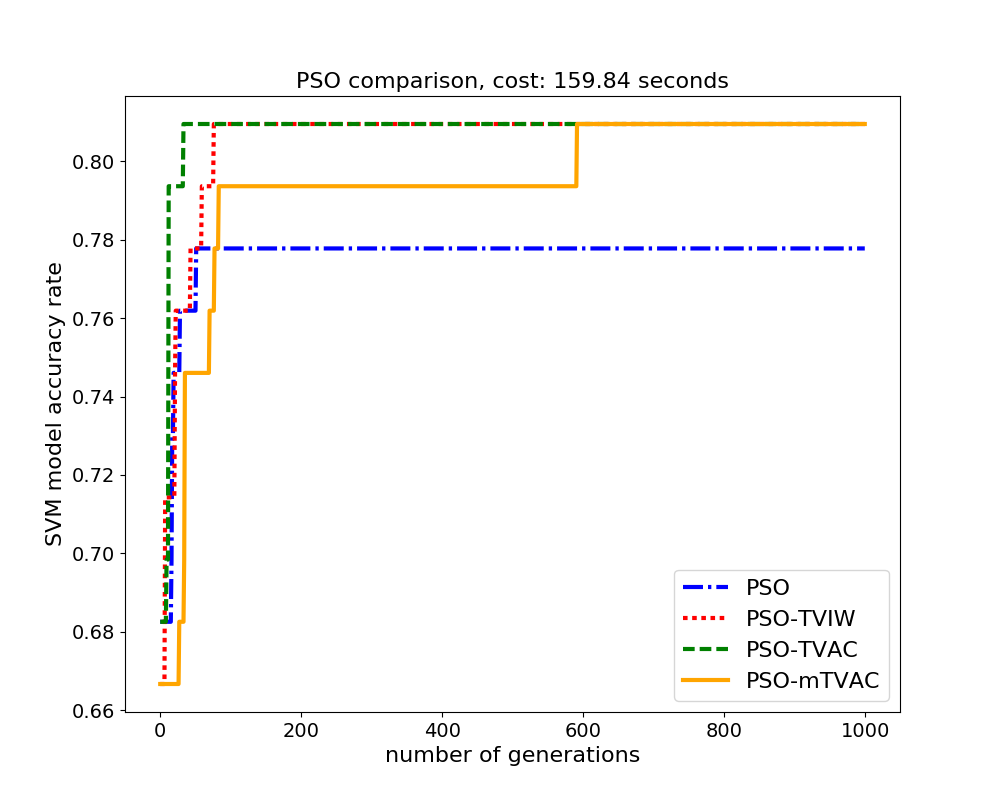 PSO comparison, cost: 159.84 seconds
SVM model accuracy rate
0.80
0.78
0.76
0.74
0.72
0.70
0.68
0.66
0
200
400
600
800
1000
number of generations
PSO
PSO-TVIW
PSO-TVAC
PSO-mTVAC